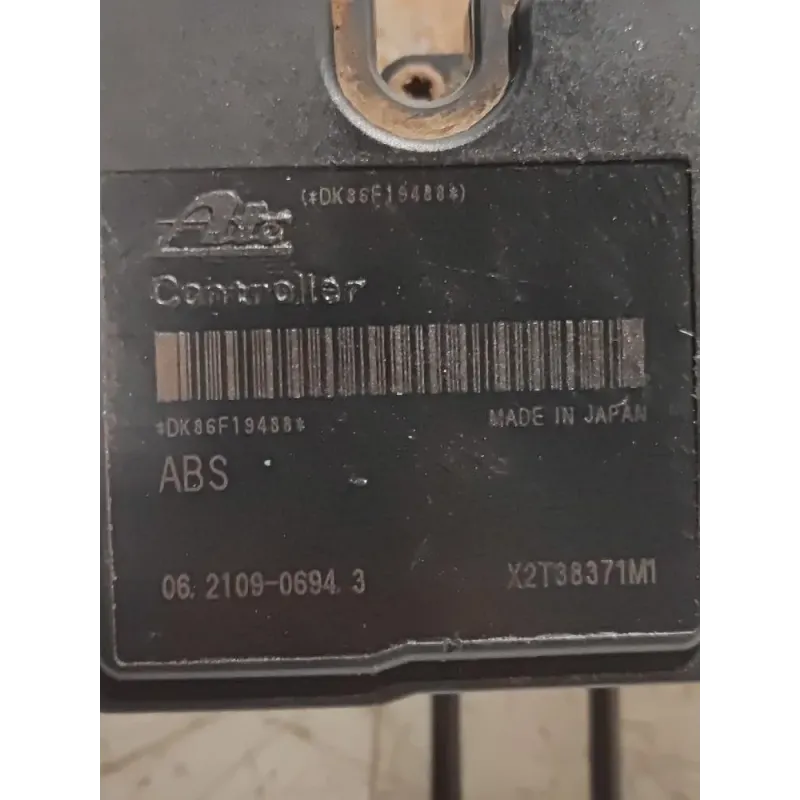 (*DK86F19488*)
Ate
Controller
*DK86F19488*
MADE IN JAPAN
ABS
06.2109-0694.3
X2T38371M1